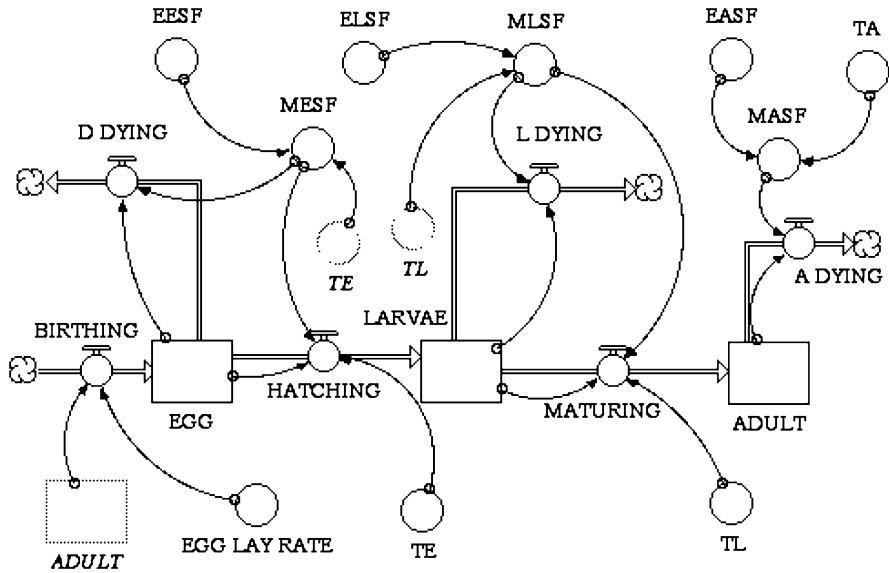 EESF
ELSF
MLSF
EASF
TA
MESF
D DYING
L DYING
MASF
TE
TL
A DYING
BIRTHING
LARVAE
HATCHING
EGG
MATURING
ADULT
ADULT
EGG LAY RATE
TE
TL